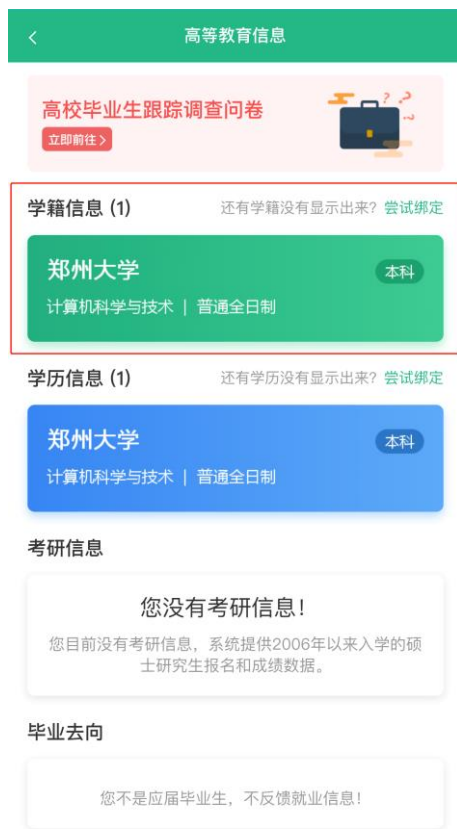 高等教育信息
高校毕业生跟踪调查问卷
立即前往>
学籍信息 (1) 还有学籍没有显示出来? 尝试绑定
郑州大学 本科
计算机科学与技术 | 普通全日制
学历信息 (1) 还有学历没有显示出来? 尝试绑定
郑州大学 本科
计算机科学与技术 | 普通全日制
考研信息
您没有考研信息!
您目前没有考研信息，系统提供2006年以来入学的硕
士研究生报名和成绩数据。
毕业去向
您不是应届毕业生，不反馈就业信息!